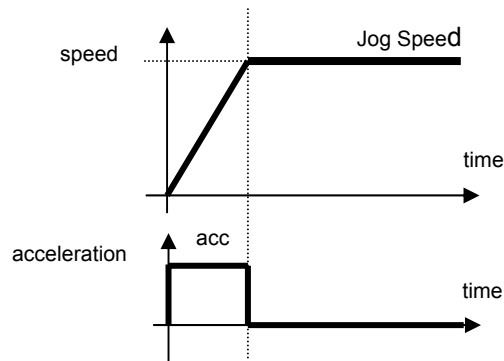 Jog Speed
speed
time
acc
acceleration
time